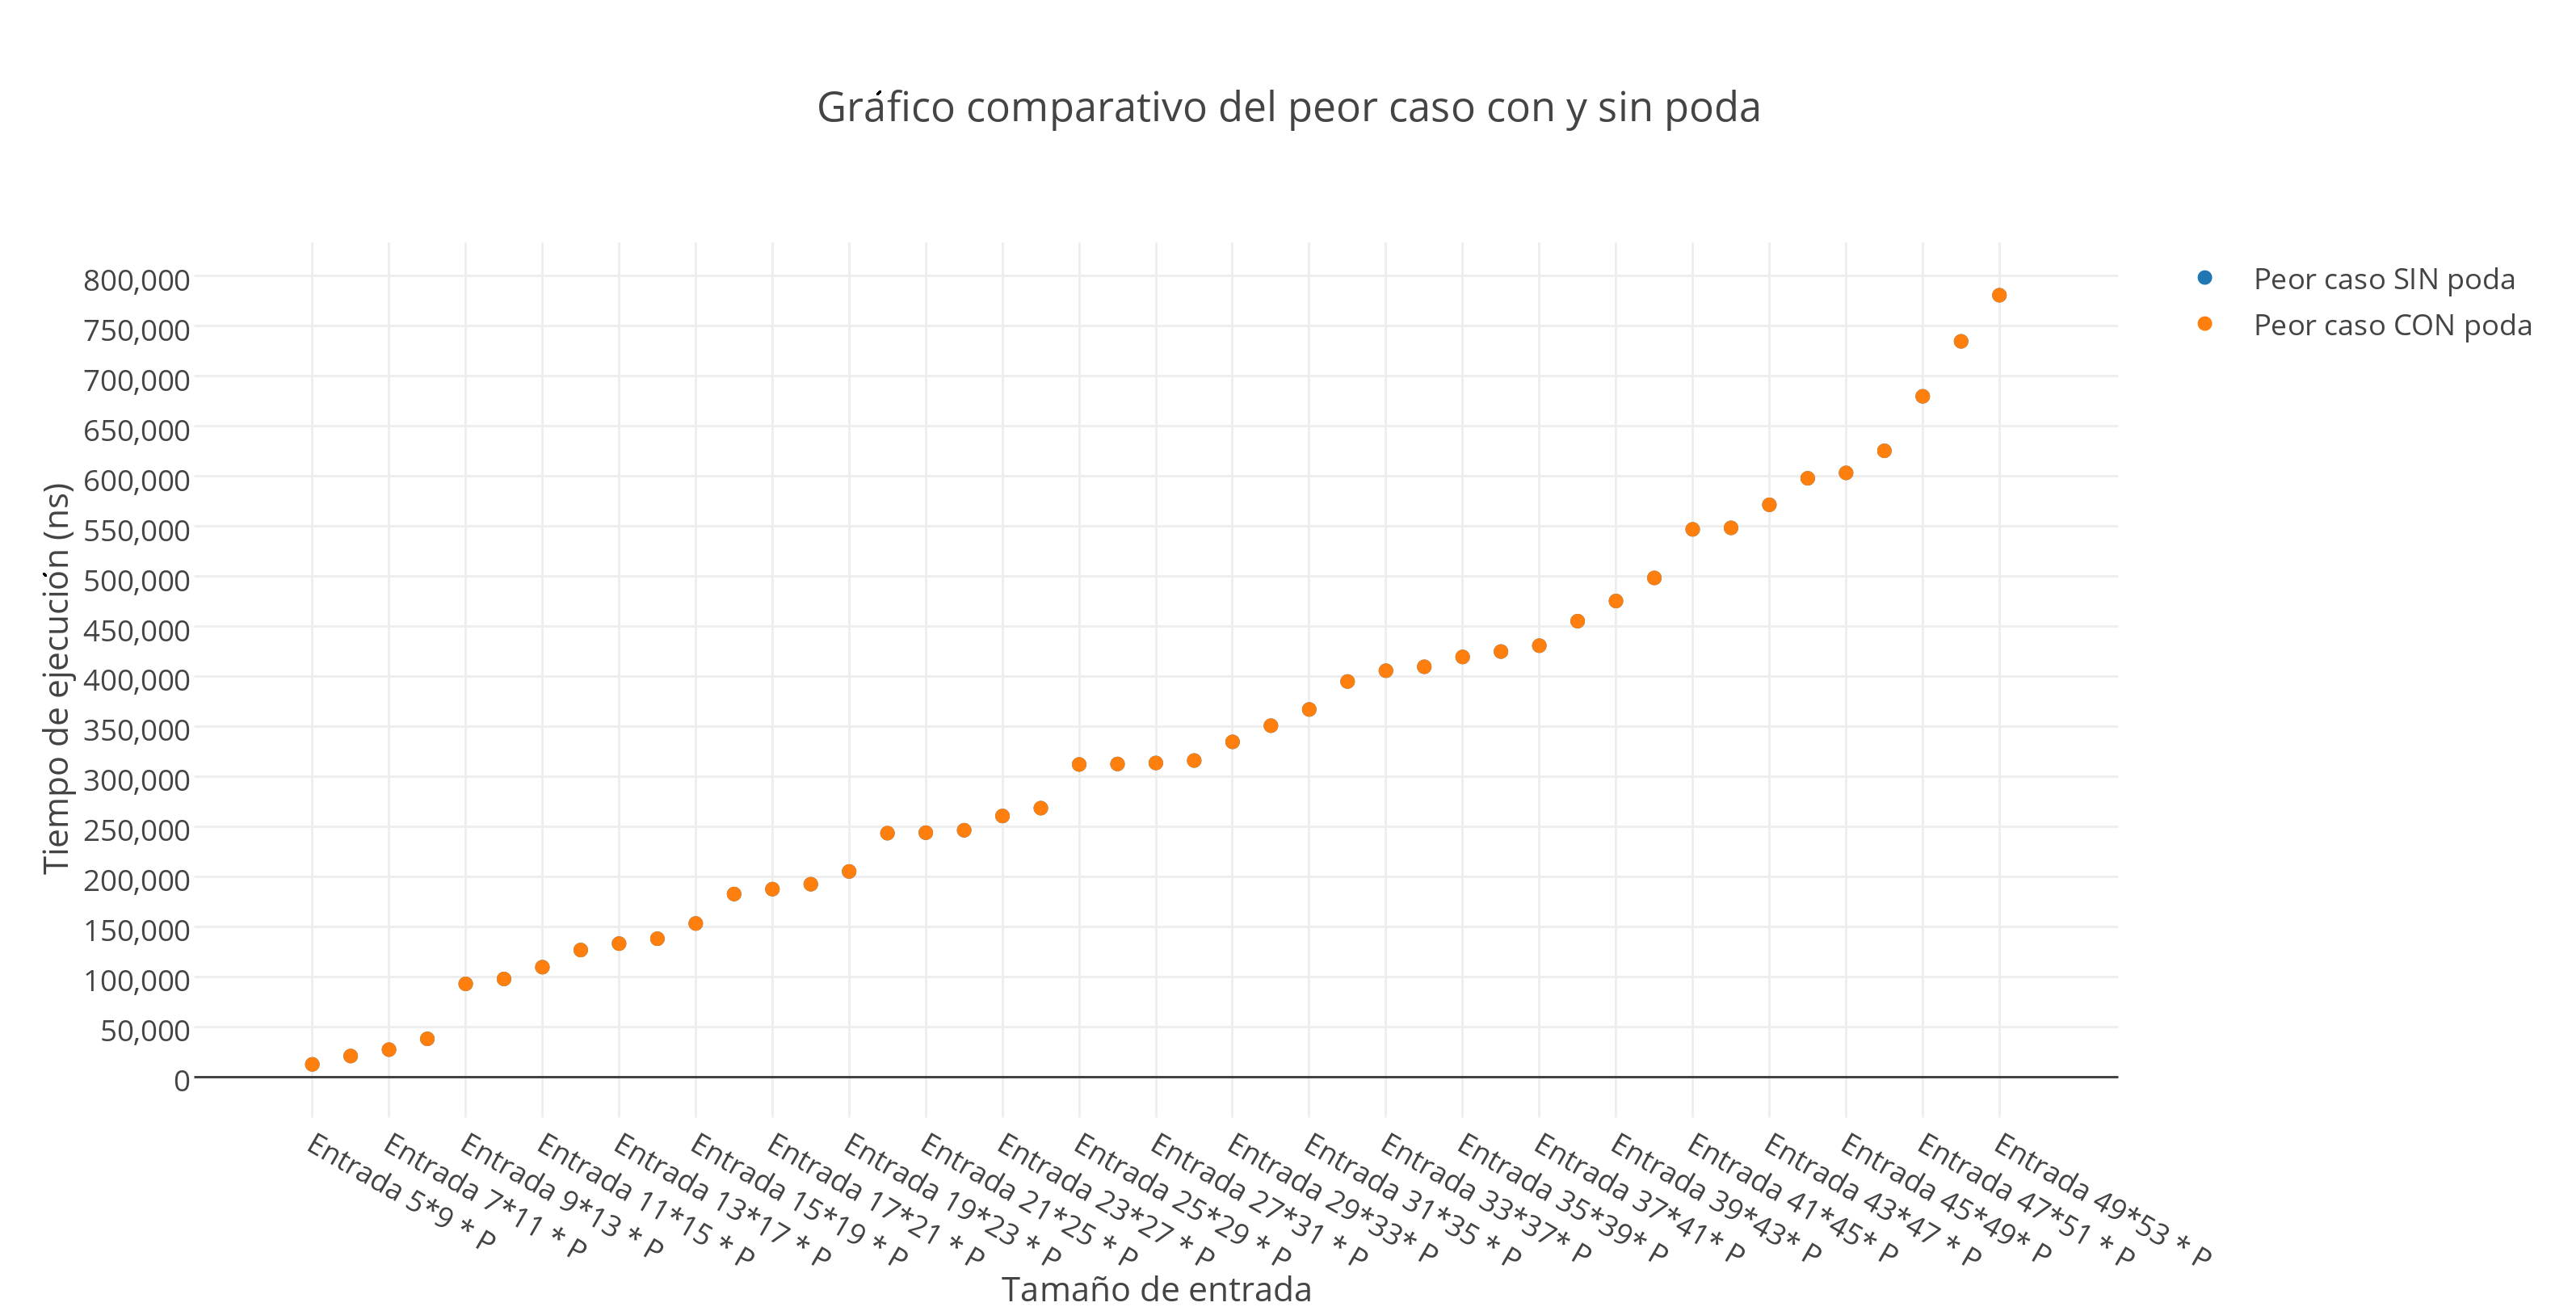 Gráfico comparativo del peor caso con y sin poda
Peor caso SIN poda
Peor caso CON poda
Tiempo de ejecución (ns)
800,000
750,000
700,000
650,000
600,000
550,000
500,000
450,000
400,000
350,000
300,000
250,000
200,000
150,000
100,000
50,000
0
Entrada 5*9 * P
Entrada 7*11 * P
Entrada 9*13 * P
Entrada 11*15 * P
Entrada 13*17 * P
Entrada 15*19 * P
Entrada 17*21 * P
Entrada 19*23 * P
Entrada 21*25 * P
Entrada 23*27 * P
Entrada 25*29 * P
Entrada 27*31 * P
Entrada 29*33* P
Entrada 31*35 * P
Entrada 33*37* P
Entrada 35*39* P
Entrada 37*41* P
Entrada 39*43* P
Entrada 41*45* P
Entrada 43*47 * P
Entrada 45*49* P
Entrada 47*51 * P
Entrada 49*53 * P
Tamaño de entrada